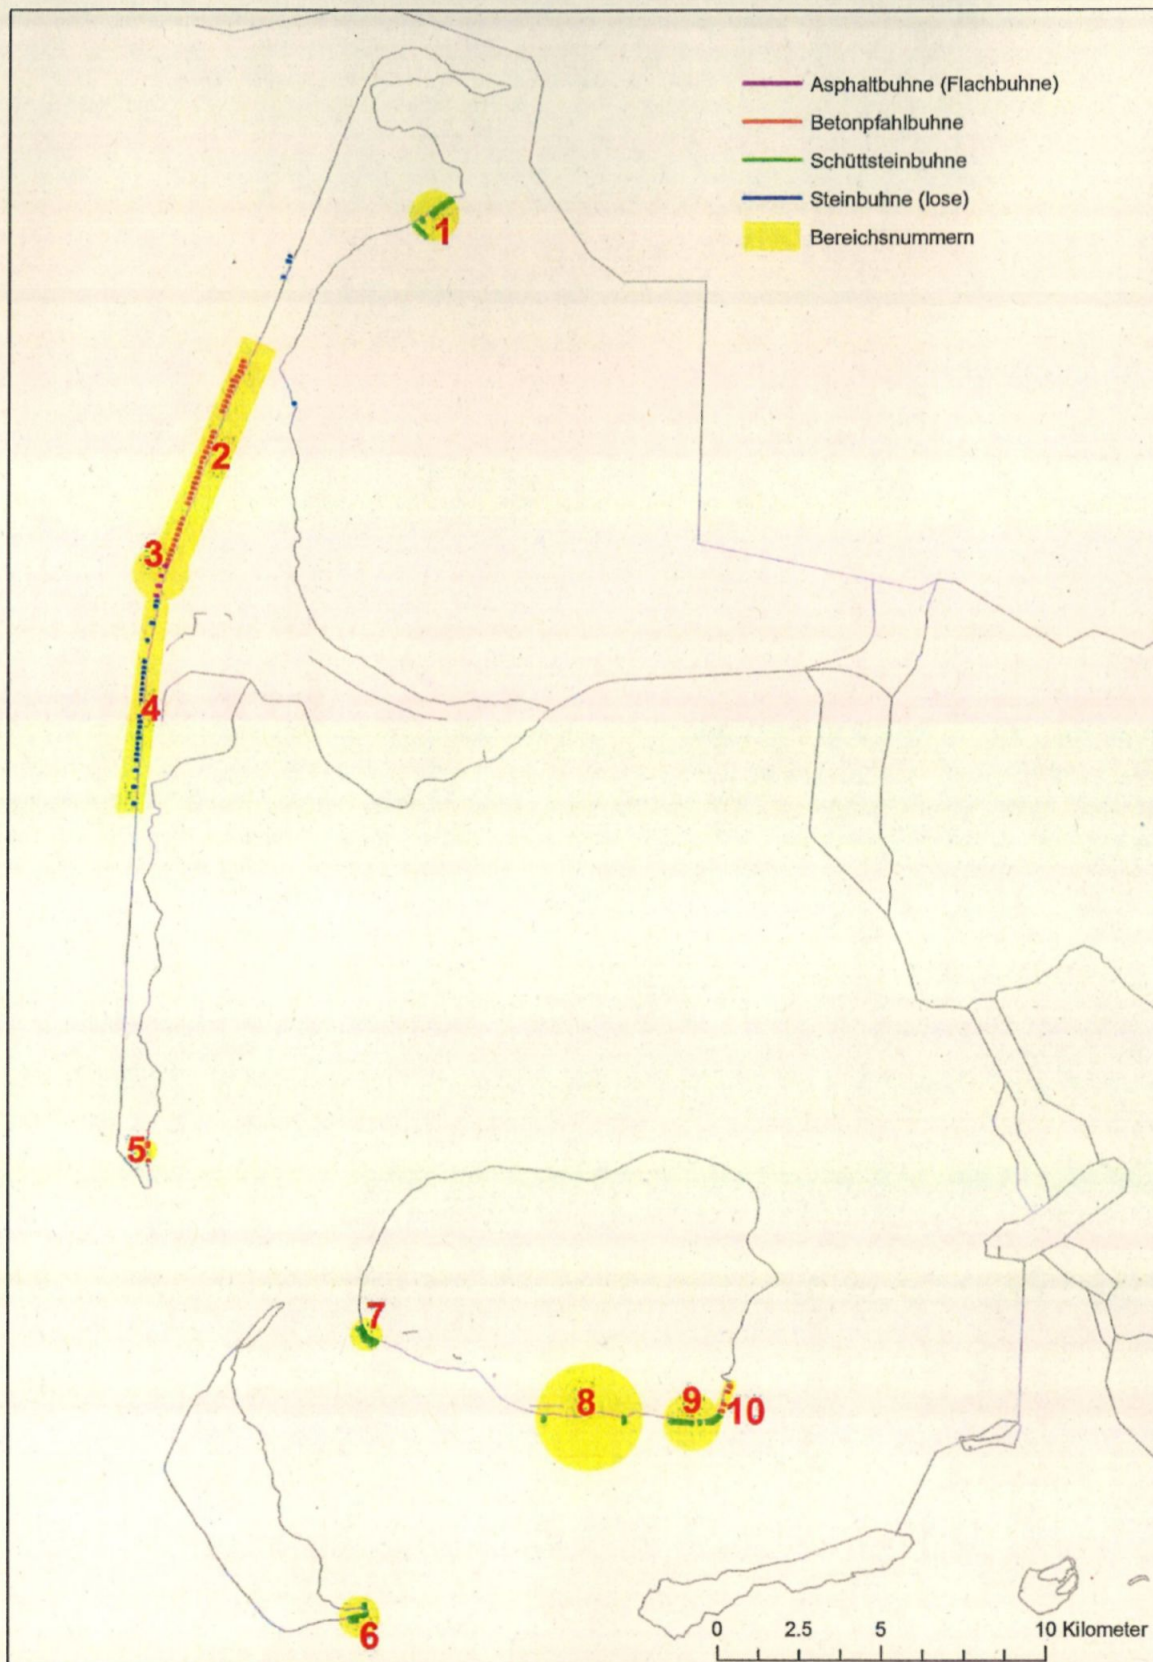 Asphaltbuhne (Flachbuhne)
Betonpfahlbuhne
Schüttsteinbuhne
Steinbuhne (lose)
Bereichsnummern
1
2
3
4
5
7
8
9
10
6
0 2.5 5 10 Kilometer